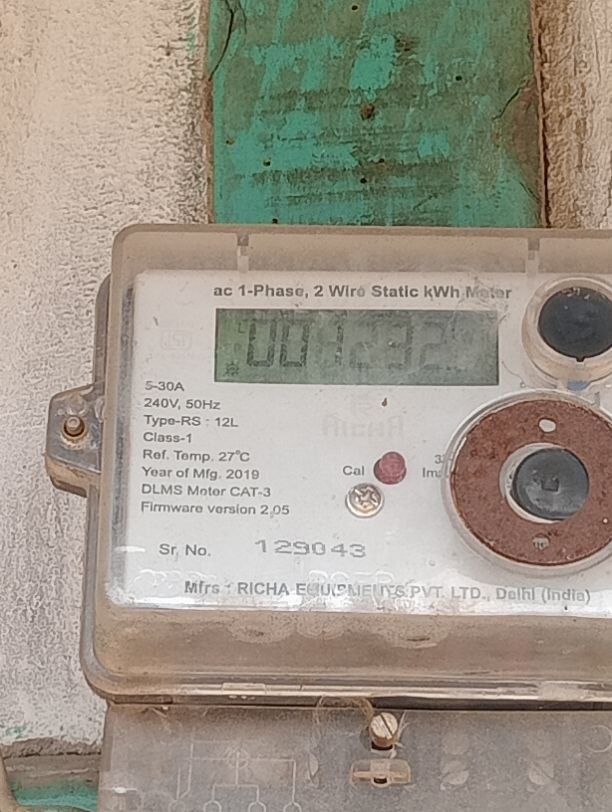 ac 1-Phase, 2 Wire Static kWh Meter
5-30A
240V, 50Hz
Type-RS : 12L
Class-1
Ref. Temp. 27°C
Year of Mfg. 2019
DLMS Meter CAT-3
Firmware version 2.05
RICHA
Cal
Sr. No. 129043
Mfrs : RICHA EQUIPMENTS PVT. LTD., Delhi (India)